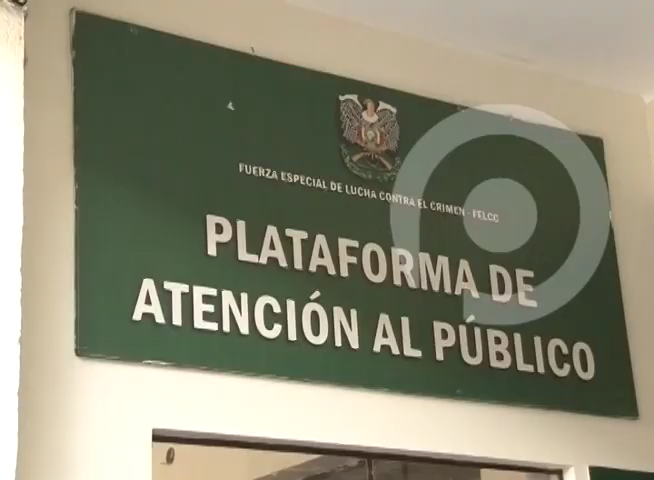 FUERZA ESPECIAL DE LUCHA CONTRA EL CRIMEN - FELCC
PLATAFORMA DE
ATENCIÓN AL PÚBLICO